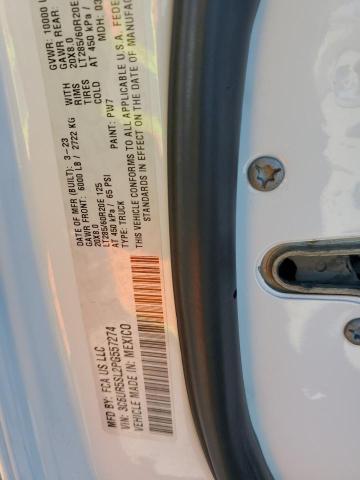 MFD BY: FCA US LLC
DATE OF MFR (BUILT): 3-23
GVWR: 10000
GAWR FRONT: 6000 LB / 2722 KG WITH
GAWR REAR:
20X8.0 RIMS 20X8.0
LT285/60R20E 125 TIRES LT285/60R20E
AT 450 kPa / 65 PSI COLD AT 450 kPa /
TYPE: TRUCK PAINT: PW7 MDH: 03
THIS VEHICLE CONFORMS TO ALL APPLICABLE U.S.A. FEDE
STANDARDS IN EFFECT ON THE DATE OF MANUFAC
VIN: 3C6UR5SL2PG557274
VEHICLE MADE IN: MEXICO